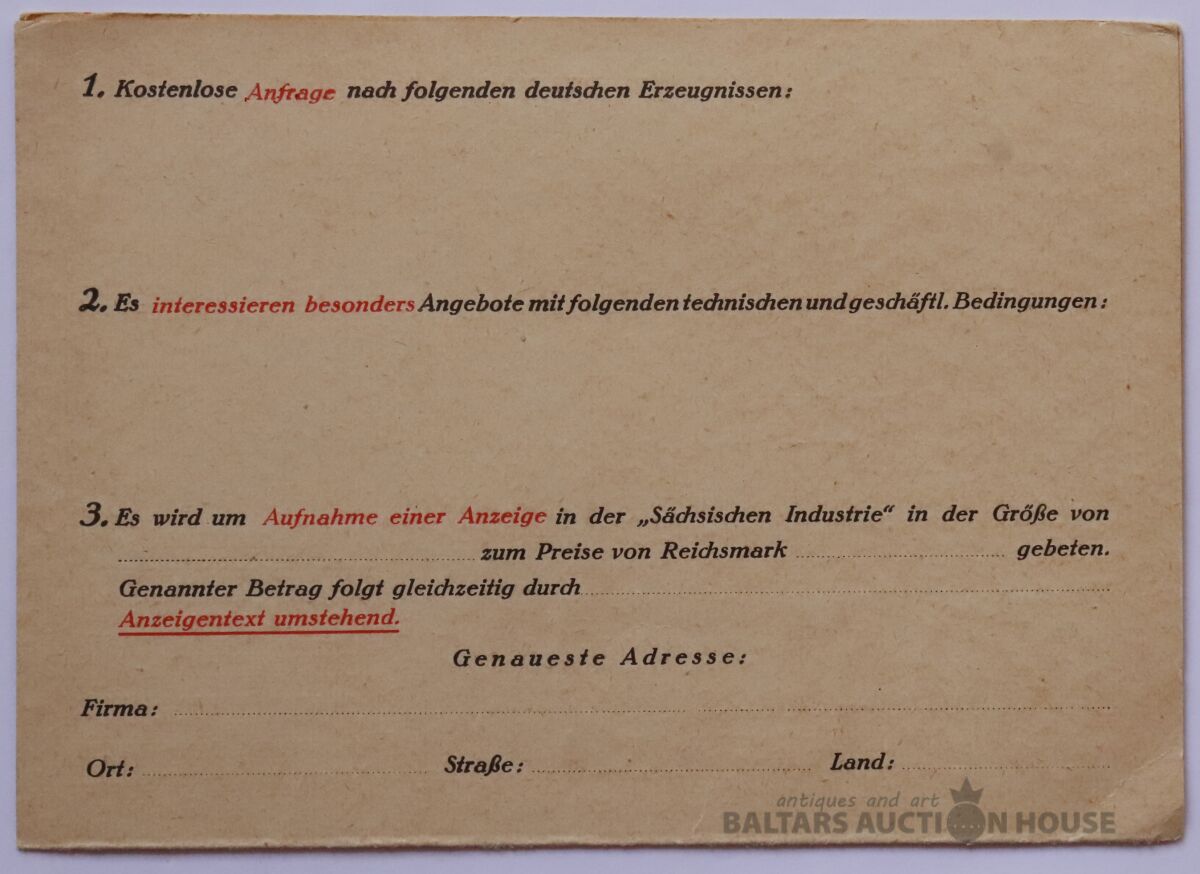 1. Kostenlose Anfrage nach folgenden deutschen Erzeugnissen:
2. Es interessieren besonders Angebote mit folgenden technischen und geschäftl. Bedingungen:
3. Es wird um Aufnahme einer Anzeige in der „Sächsischen Industrie“ in der Größe von
zum Preise von Reichsmark gebeten.
Genannter Betrag folgt gleichzeitig durch
Anzeigentext umstehend.
Genaueste Adresse:
Firma:
Ort: Straße: Land:
antiques and art
BALTARS AUCTION HOUSE